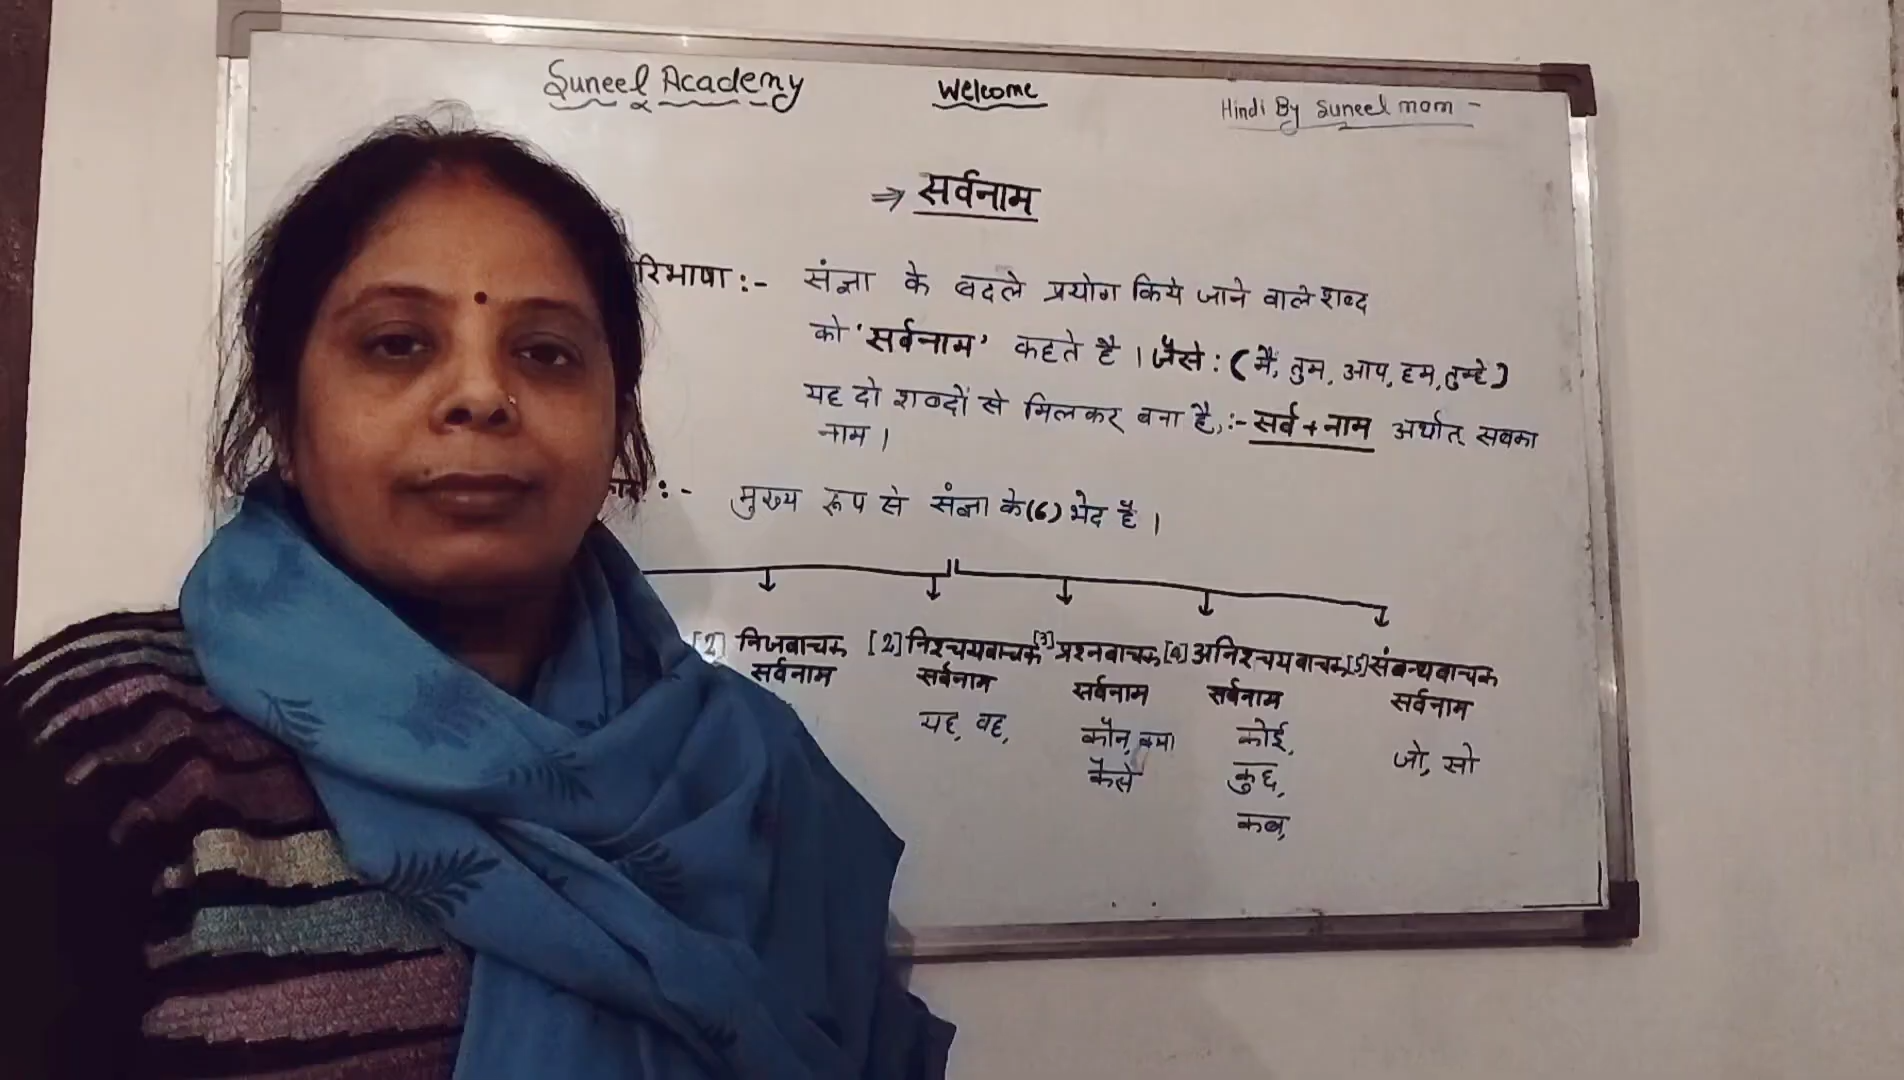 Suneel Academy Welcome Hindi By Suneel mam -
⇒ सर्वनाम
रिभाषा :- संज्ञा के बदले प्रयोग किये जाने वाले शब्द
को 'सर्वनाम' कहते है । जैसे : (मैं, तुम, आप, हम, तुम्हे)
यह दो शब्दों से मिलकर बना है,:- सर्व + नाम अर्थात् सबका
नाम ।
:- मुख्य रूप से संज्ञा के (6) भेद है ।
[2] निजवाचक [2] निश्चयवाचक [3] प्रश्नवाचक [4] अनिश्चयवाचक [5] संबन्धवाचक
सर्वनाम सर्वनाम सर्वनाम सर्वनाम सर्वनाम
यह, वह, कौन, क्या कोई, जो, सो
कैसे कुछ,
कब,